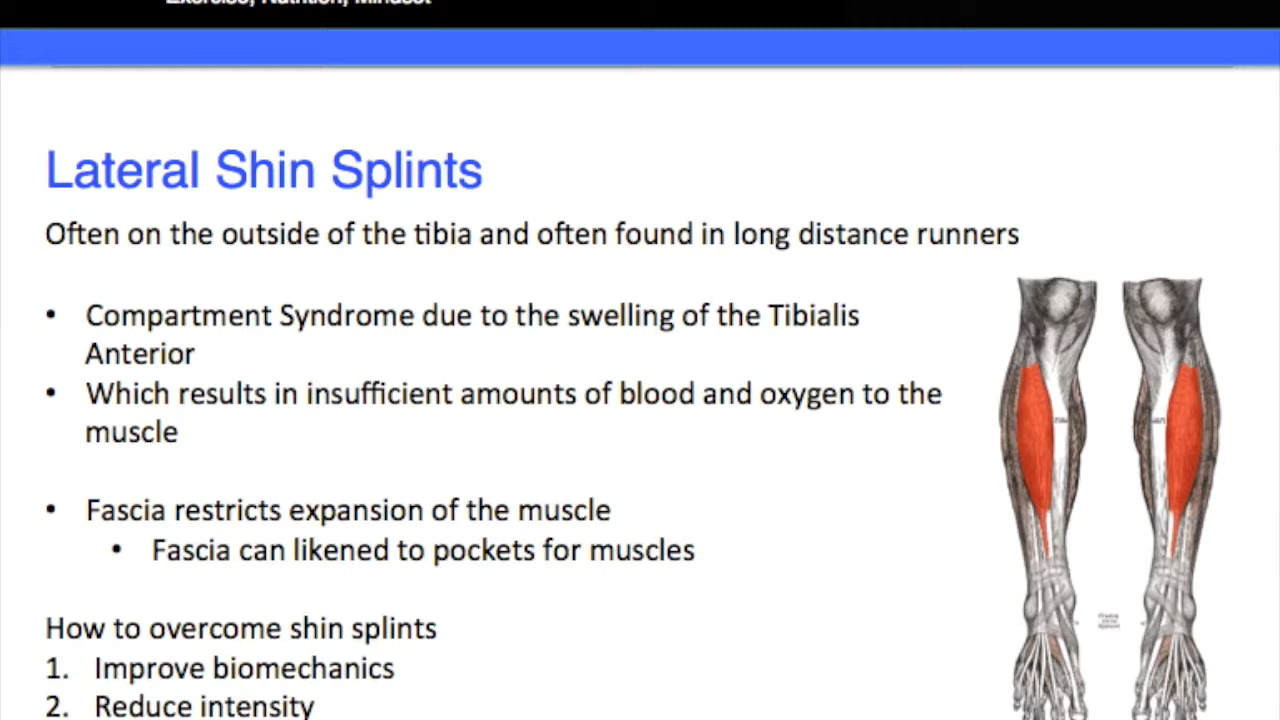 Exercise, Nutrition, Mindset
Lateral Shin Splints
Often on the outside of the tibia and often found in long distance runners
• Compartment Syndrome due to the swelling of the Tibialis
Anterior
• Which results in insufficient amounts of blood and oxygen to the
muscle
• Fascia restricts expansion of the muscle
• Fascia can likened to pockets for muscles
How to overcome shin splints
1. Improve biomechanics
2. Reduce intensity